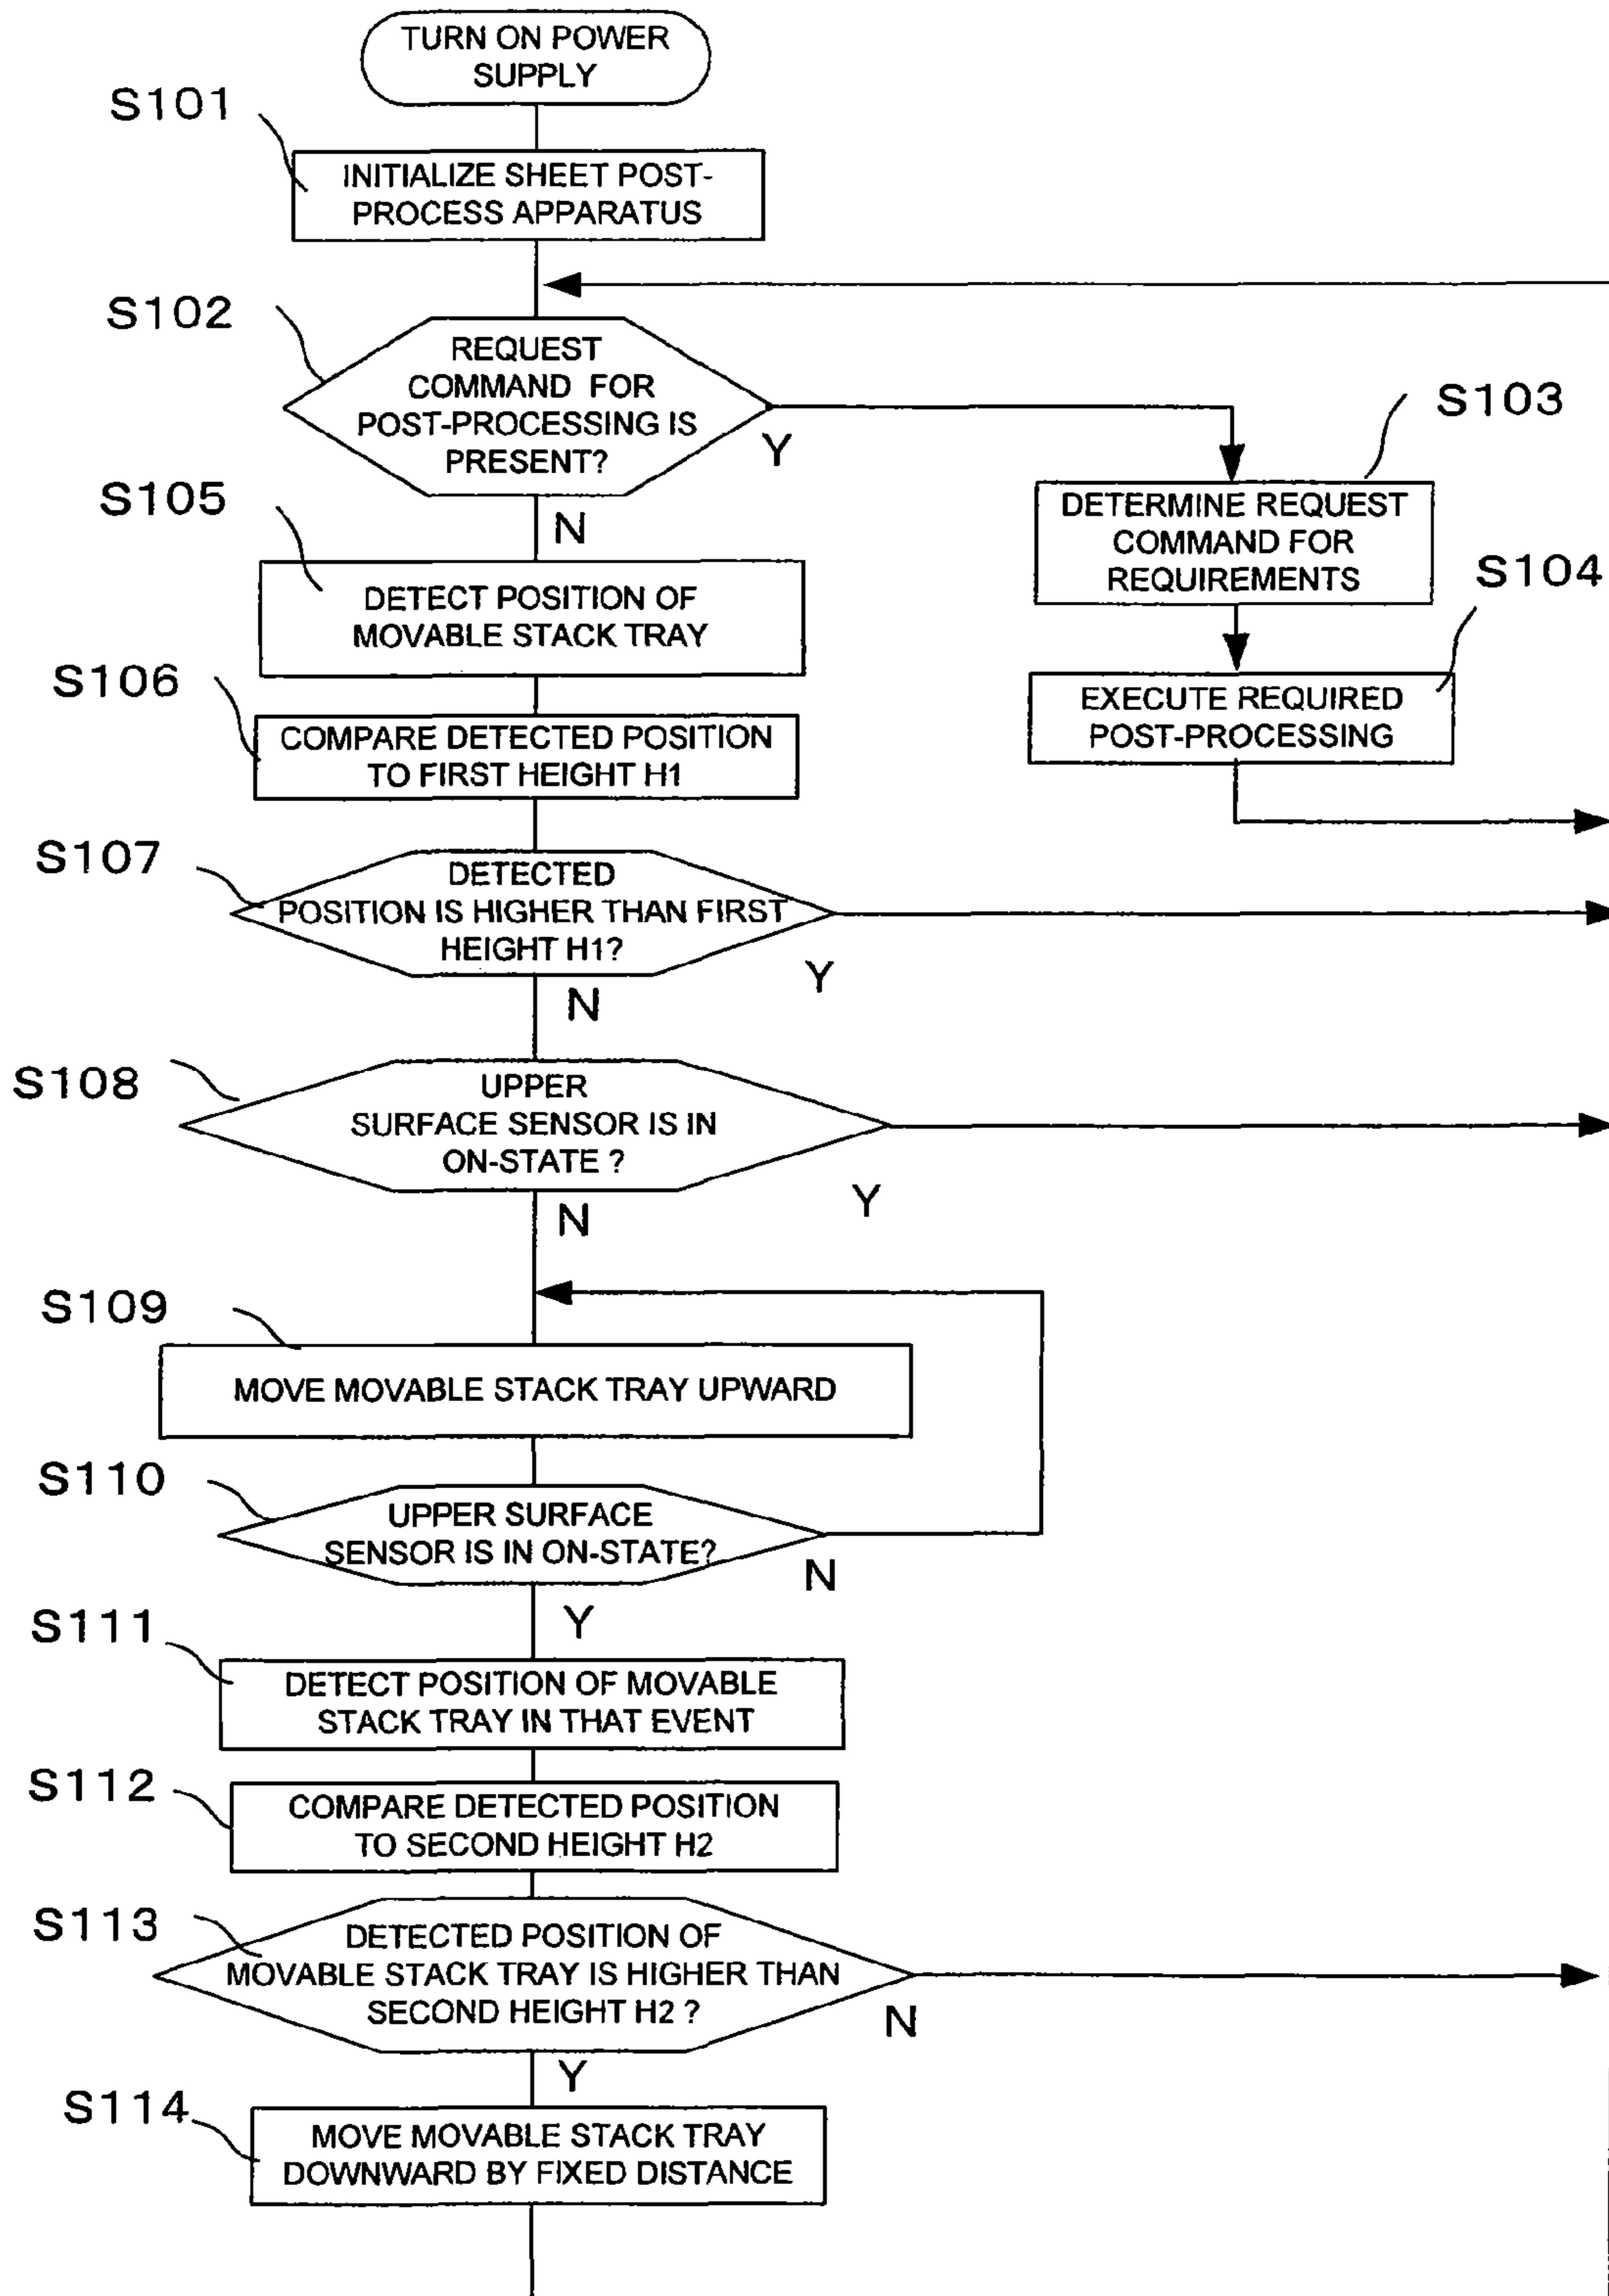 TURN ON POWER
SUPPLY
S101
INITIALIZE SHEET POST-
PROCESS APPARATUS
S102
REQUEST
COMMAND FOR
POST-PROCESSING IS
PRESENT?
Y
N
S103
DETERMINE REQUEST
COMMAND FOR
REQUIREMENTS
S104
EXECUTE REQUIRED
POST-PROCESSING
S105
DETECT POSITION OF
MOVABLE STACK TRAY
S106
COMPARE DETECTED POSITION
TO FIRST HEIGHT H1
S107
DETECTED
POSITION IS HIGHER THAN FIRST
HEIGHT H1?
Y
N
S108
UPPER
SURFACE SENSOR IS IN
ON-STATE ?
Y
N
S109
MOVE MOVABLE STACK TRAY UPWARD
S110
UPPER SURFACE
SENSOR IS IN ON-STATE?
N
Y
S111
DETECT POSITION OF MOVABLE
STACK TRAY IN THAT EVENT
S112
COMPARE DETECTED POSITION
TO SECOND HEIGHT H2
S113
DETECTED POSITION OF
MOVABLE STACK TRAY IS HIGHER THAN
SECOND HEIGHT H2 ?
N
Y
S114
MOVE MOVABLE STACK TRAY
DOWNWARD BY FIXED DISTANCE